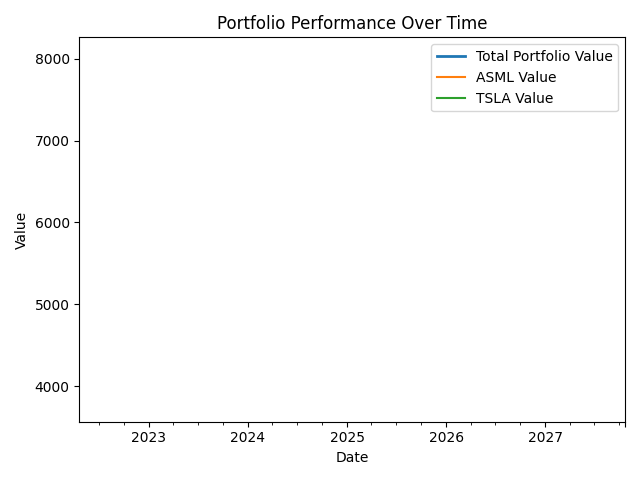 Portfolio Performance Over Time
Total Portfolio Value
ASML Value
TSLA Value
8000
7000
6000
5000
4000
Value
2023 2024 2025 2026 2027
Date